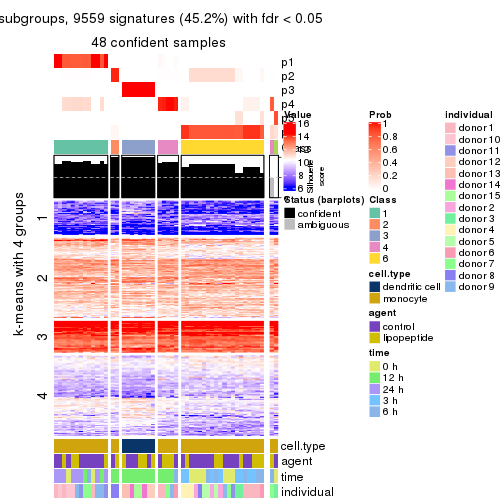 subgroups, 9559 signatures (45.2%) with fdr < 0.05
48 confident samples
p1
p2
p3
p4
k-means with 4 groups
1
2
3
4
Silhouette
score
cell.type
agent
time
individual
Value
16
14
12
10
8
6
Status (barplots)
confident
ambiguous
Prob
1
0.8
0.6
0.4
0.2
0
Class
1
2
3
4
6
cell.type
dendritic cell
monocyte
agent
control
lipopeptide
time
0 h
12 h
24 h
3 h
6 h
individual
donor 1
donor 10
donor 11
donor 12
donor 13
donor 14
donor 15
donor 2
donor 3
donor 4
donor 5
donor 6
donor 7
donor 8
donor 9